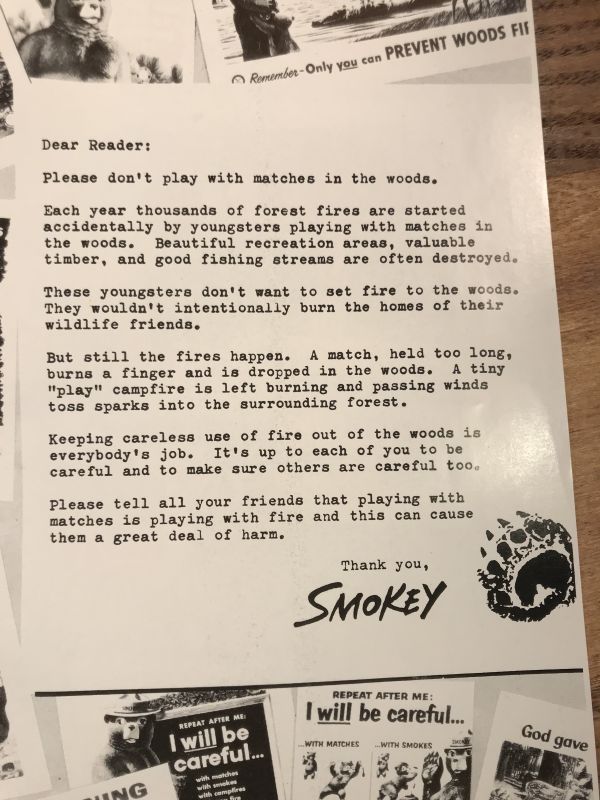 Remember-Only you can PREVENT WOODS
Dear Reader:
Please don't play with matches in the woods.
Each year thousands of forest fires are started
accidentally by youngsters playing with matches in
the woods. Beautiful recreation areas, valuable
timber, and good fishing streams are often destroyed.
These youngsters don't want to set fire to the woods.
They wouldn't intentionally burn the homes of their
wildlife friends.
But still the fires happen. A match, held too long,
burns a finger and is dropped in the woods. A tiny
"play" campfire is left burning and passing winds
toss sparks into the surrounding forest.
Keeping careless use of fire out of the woods is
everybody's job. It's up to each of you to be
careful and to make sure others are careful too.
Please tell all your friends that playing with
matches is playing with fire and this can cause
them a great deal of harm.
Thank you,
SMOKEY
REPEAT AFTER ME:
I will be
careful...
with matches
with smokes
with campfires
fire
REPEAT AFTER ME:
I will be careful...
...WITH MATCHES
...WITH SMOKES
God gave